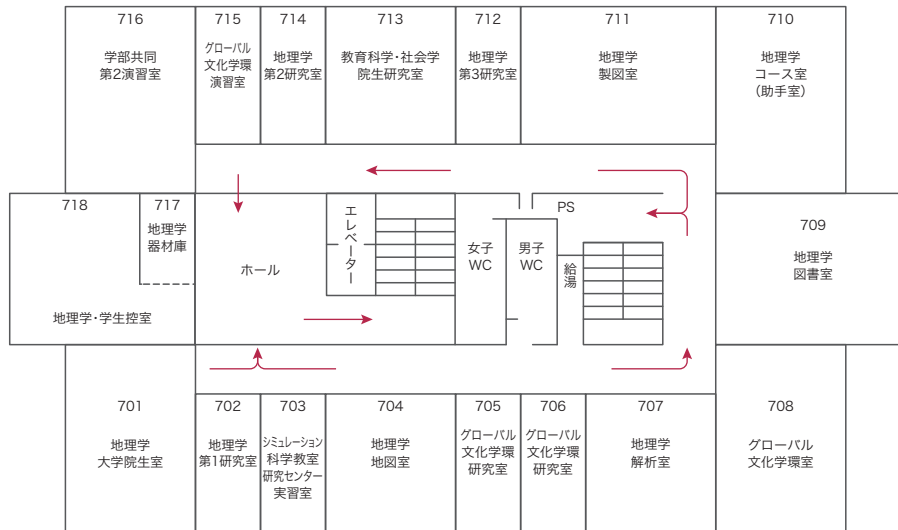 716
学部共同
第2演習室
715
グローバル
文化学環
演習室
714
地理学
第2研究室
713
教育科学・社会学
院生研究室
712
地理学
第3研究室
711
地理学
製図室
710
地理学
コース室
(助手室)
718
地理学・学生控室
717
地理学
器材庫
ホール
エレベーター
女子
WC
男子
WC
PS
給湯
709
地理学
図書室
701
地理学
大学院生室
702
地理学
第1研究室
703
シミュレーション
科学教室
研究センター
実習室
704
地理学
地図室
705
グローバル
文化学環
研究室
706
グローバル
文化学環
研究室
707
地理学
解析室
708
グローバル
文化学環室